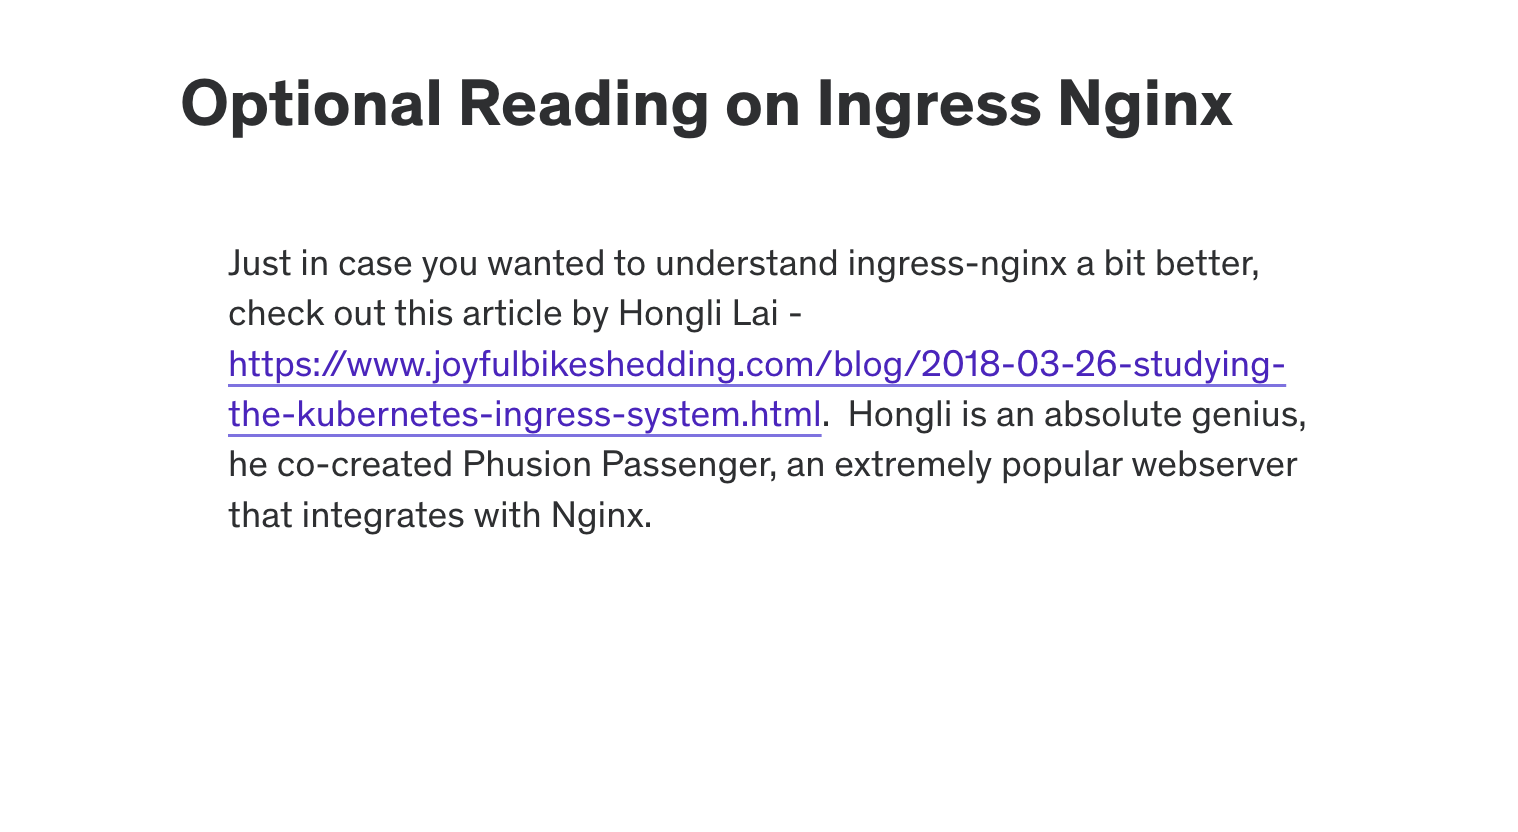 Optional Reading on Ingress Nginx
Just in case you wanted to understand ingress-nginx a bit better,
check out this article by Hongli Lai -
https://www.joyfulbikeshedding.com/blog/2018-03-26-studying-
the-kubernetes-ingress-system.html.  Hongli is an absolute genius,
he co-created Phusion Passenger, an extremely popular webserver
that integrates with Nginx.